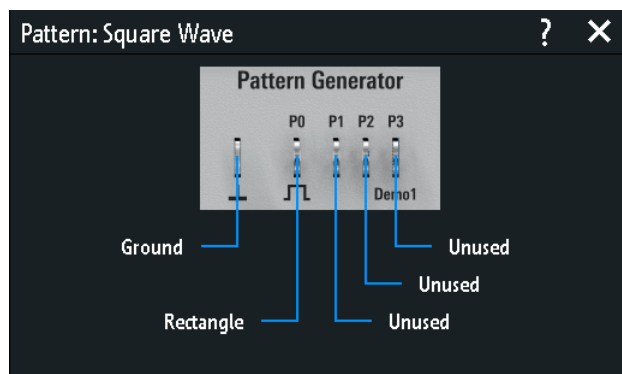 Pattern: Square Wave ? ×
Pattern Generator
P0 P1 P2 P3
Demo1
Ground
Unused
Unused
Rectangle
Unused